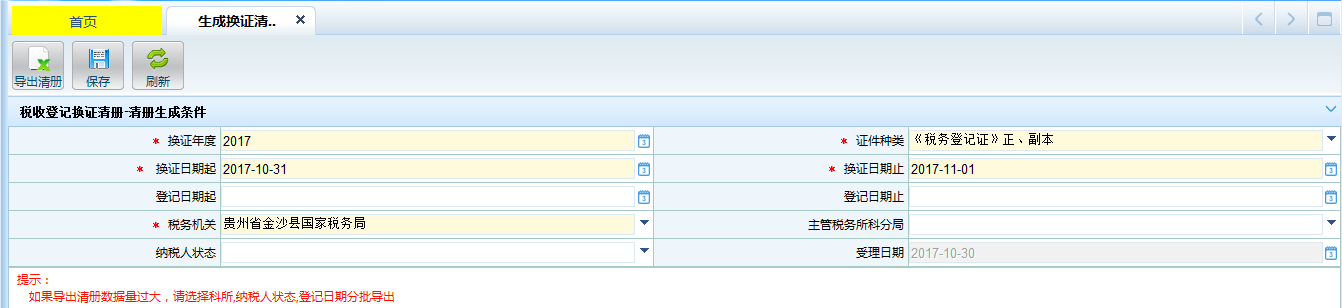 首页 生成换证清..
导出清册 保存 刷新
税收登记换证清册-清册生成条件
* 换证年度 2017 * 证件种类 《税务登记证》正、副本
* 换证日期起 2017-10-31 * 换证日期止 2017-11-01
登记日期起 登记日期止
* 税务机关 贵州省金沙县国家税务局 主管税务所科分局
纳税人状态 受理日期 2017-10-30
提示：
如果导出清册数据量过大，请选择科所,纳税人状态,登记日期分批导出